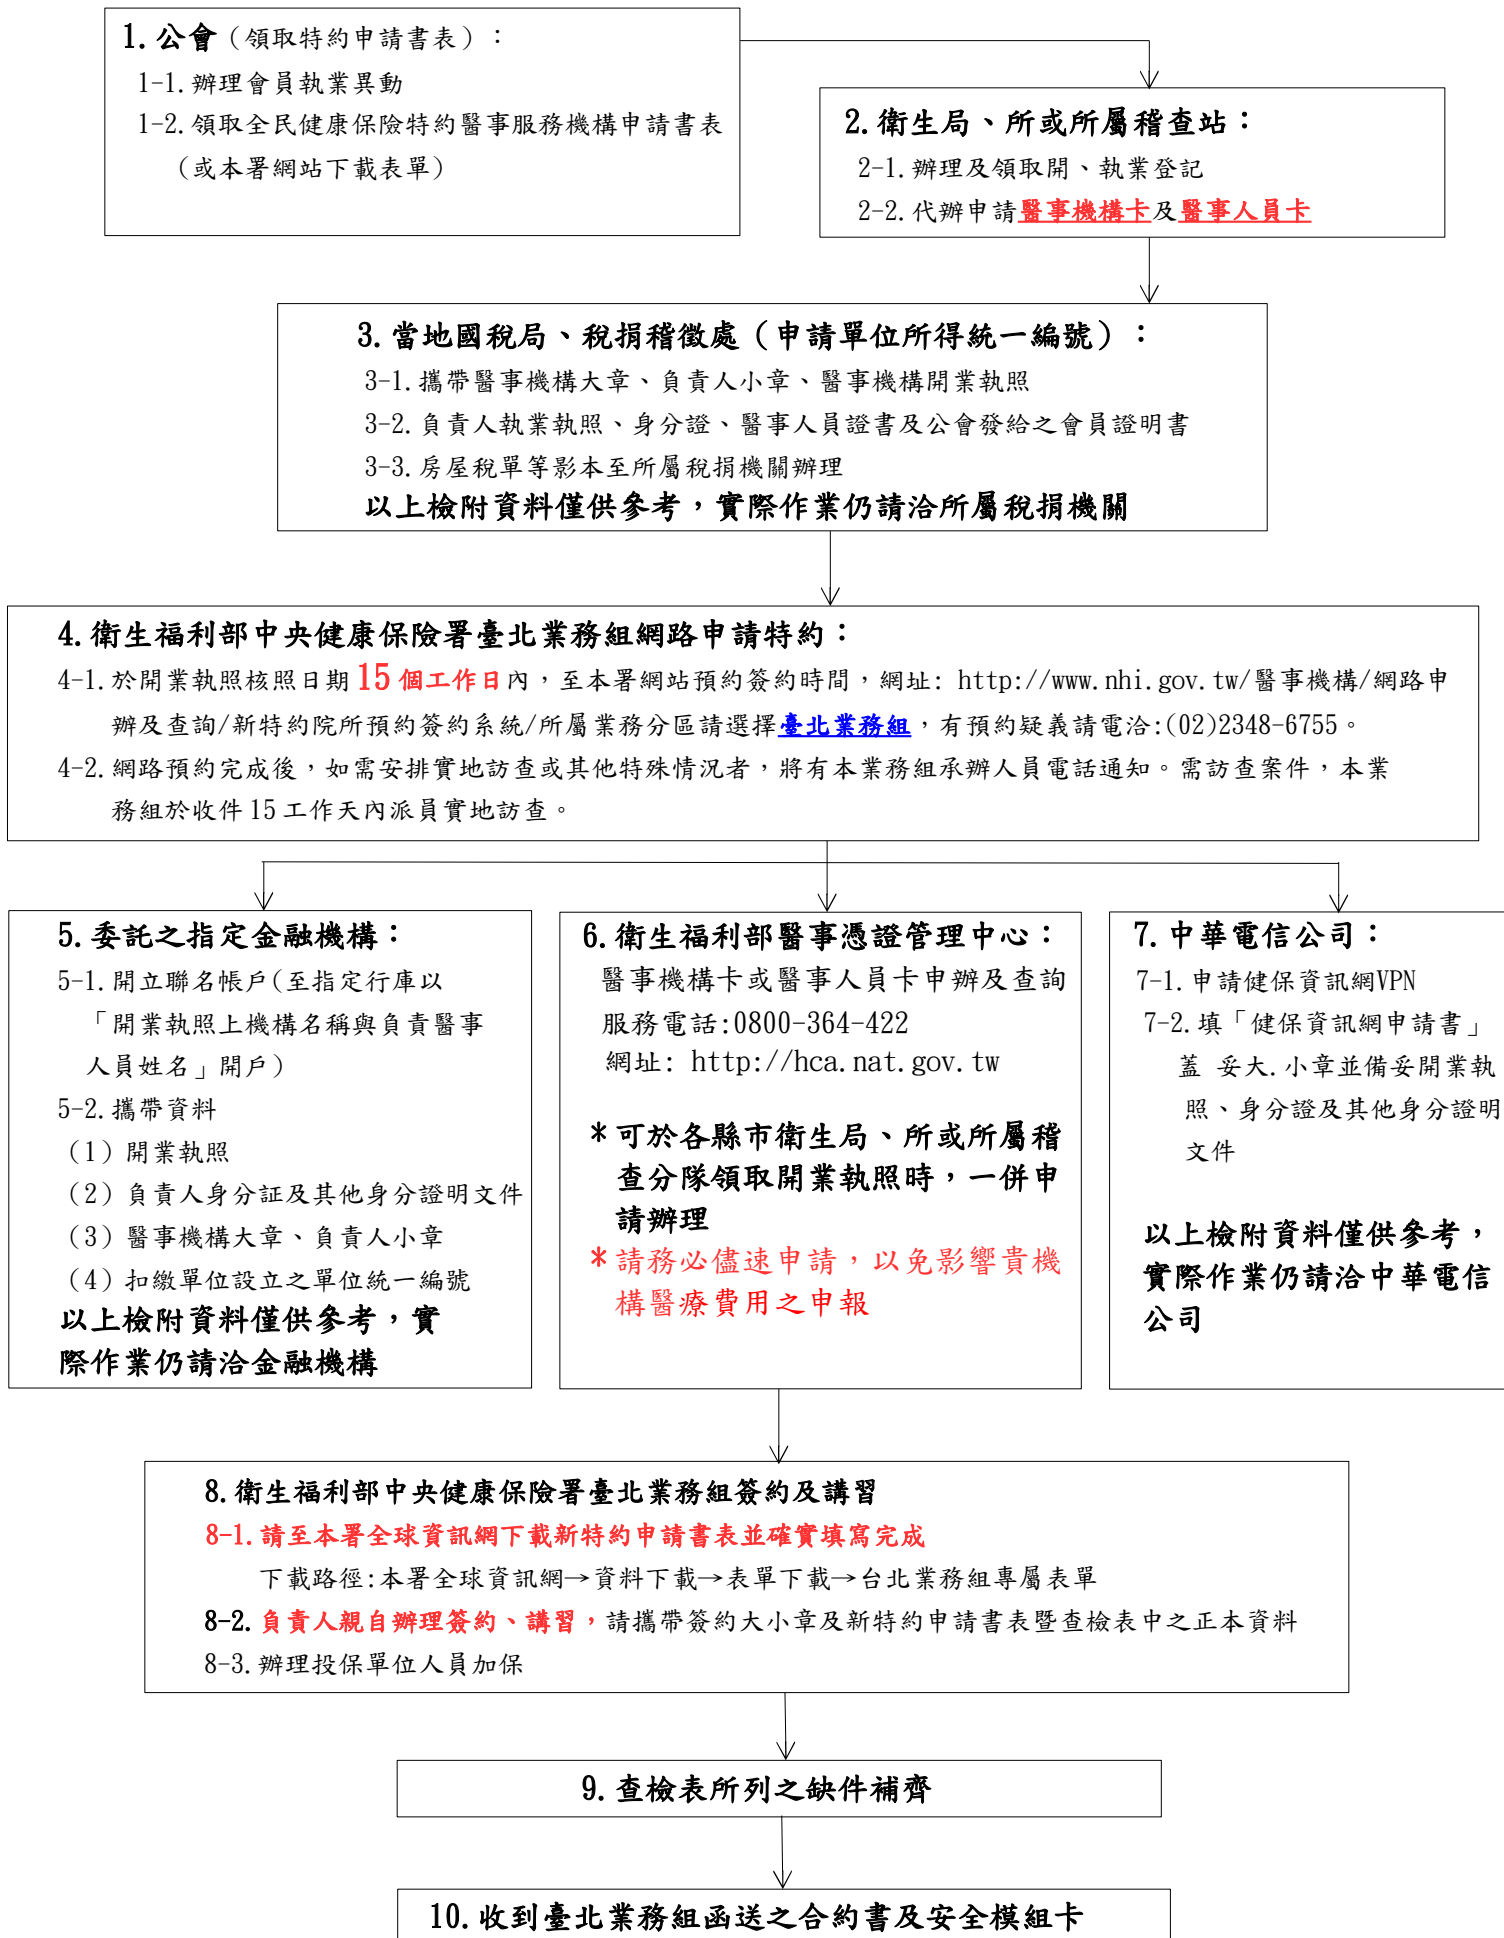 1.公會（領取特約申請書表）：
1-1.辦理會員執業異動
1-2.領取全民健康保險特約醫事服務機構申請書表
（或本署網站下載表單）
2.衛生局、所或所屬稽查站：
2-1.辦理及領取開、執業登記
2-2.代辦申請醫事機構卡及醫事人員卡
3.當地國稅局、稅捐稽徵處（申請單位所得統一編號）：
3-1.攜帶醫事機構大章、負責人小章、醫事機構開業執照
3-2.負責人執業執照、身分證、醫事人員證書及公會發給之會員證明書
3-3.房屋稅單等影本至所屬稅捐機關辦理
以上檢附資料僅供參考，實際作業仍請洽所屬稅捐機關
4.衛生福利部中央健康保險署臺北業務組網路申請特約：
4-1.於開業執照核照日期15個工作日內，至本署網站預約簽約時間，網址: http://www.nhi.gov.tw/醫事機構/網路申
辦及查詢/新特約院所預約簽約系統/所屬業務分區請選擇臺北業務組，有預約疑義請電洽:(02)2348-6755。
4-2.網路預約完成後，如需安排實地訪查或其他特殊情況者，將有本業務組承辦人員電話通知。需訪查案件，本業
務組於收件15工作天內派員實地訪查。
5.委託之指定金融機構：
5-1.開立聯名帳戶(至指定行庫以
「開業執照上機構名稱與負責醫事
人員姓名」開戶)
5-2.攜帶資料
（1）開業執照
（2）負責人身分証及其他身分證明文件
（3）醫事機構大章、負責人小章
（4）扣繳單位設立之單位統一編號
以上檢附資料僅供參考，實
際作業仍請洽金融機構
6.衛生福利部醫事憑證管理中心：
醫事機構卡或醫事人員卡申辦及查詢
服務電話:0800-364-422
網址: http://hca.nat.gov.tw
＊可於各縣市衛生局、所或所屬稽
查分隊領取開業執照時，一併申
請辦理
＊請務必儘速申請，以免影響貴機
構醫療費用之申報
7.中華電信公司：
7-1.申請健保資訊網VPN
7-2.填「健保資訊網申請書」
蓋 妥大.小章並備妥開業執
照、身分證及其他身分證明
文件
以上檢附資料僅供參考，
實際作業仍請洽中華電信
公司
8.衛生福利部中央健康保險署臺北業務組簽約及講習
8-1.請至本署全球資訊網下載新特約申請書表並確實填寫完成
下載路徑:本署全球資訊網→資料下載→表單下載→台北業務組專屬表單
8-2.負責人親自辦理簽約、講習，請攜帶簽約大小章及新特約申請書表暨查檢表中之正本資料
8-3.辦理投保單位人員加保
9.查檢表所列之缺件補齊
10.收到臺北業務組函送之合約書及安全模組卡